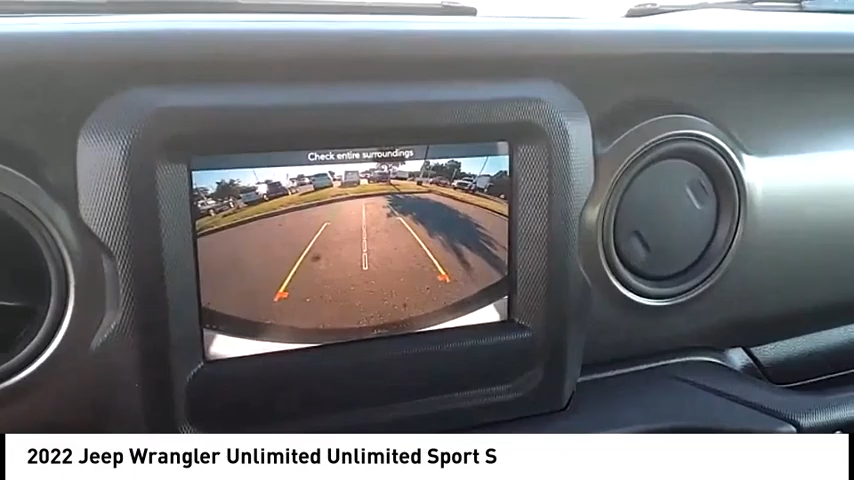 Check entire surroundings
2022 Jeep Wrangler Unlimited Unlimited Sport S